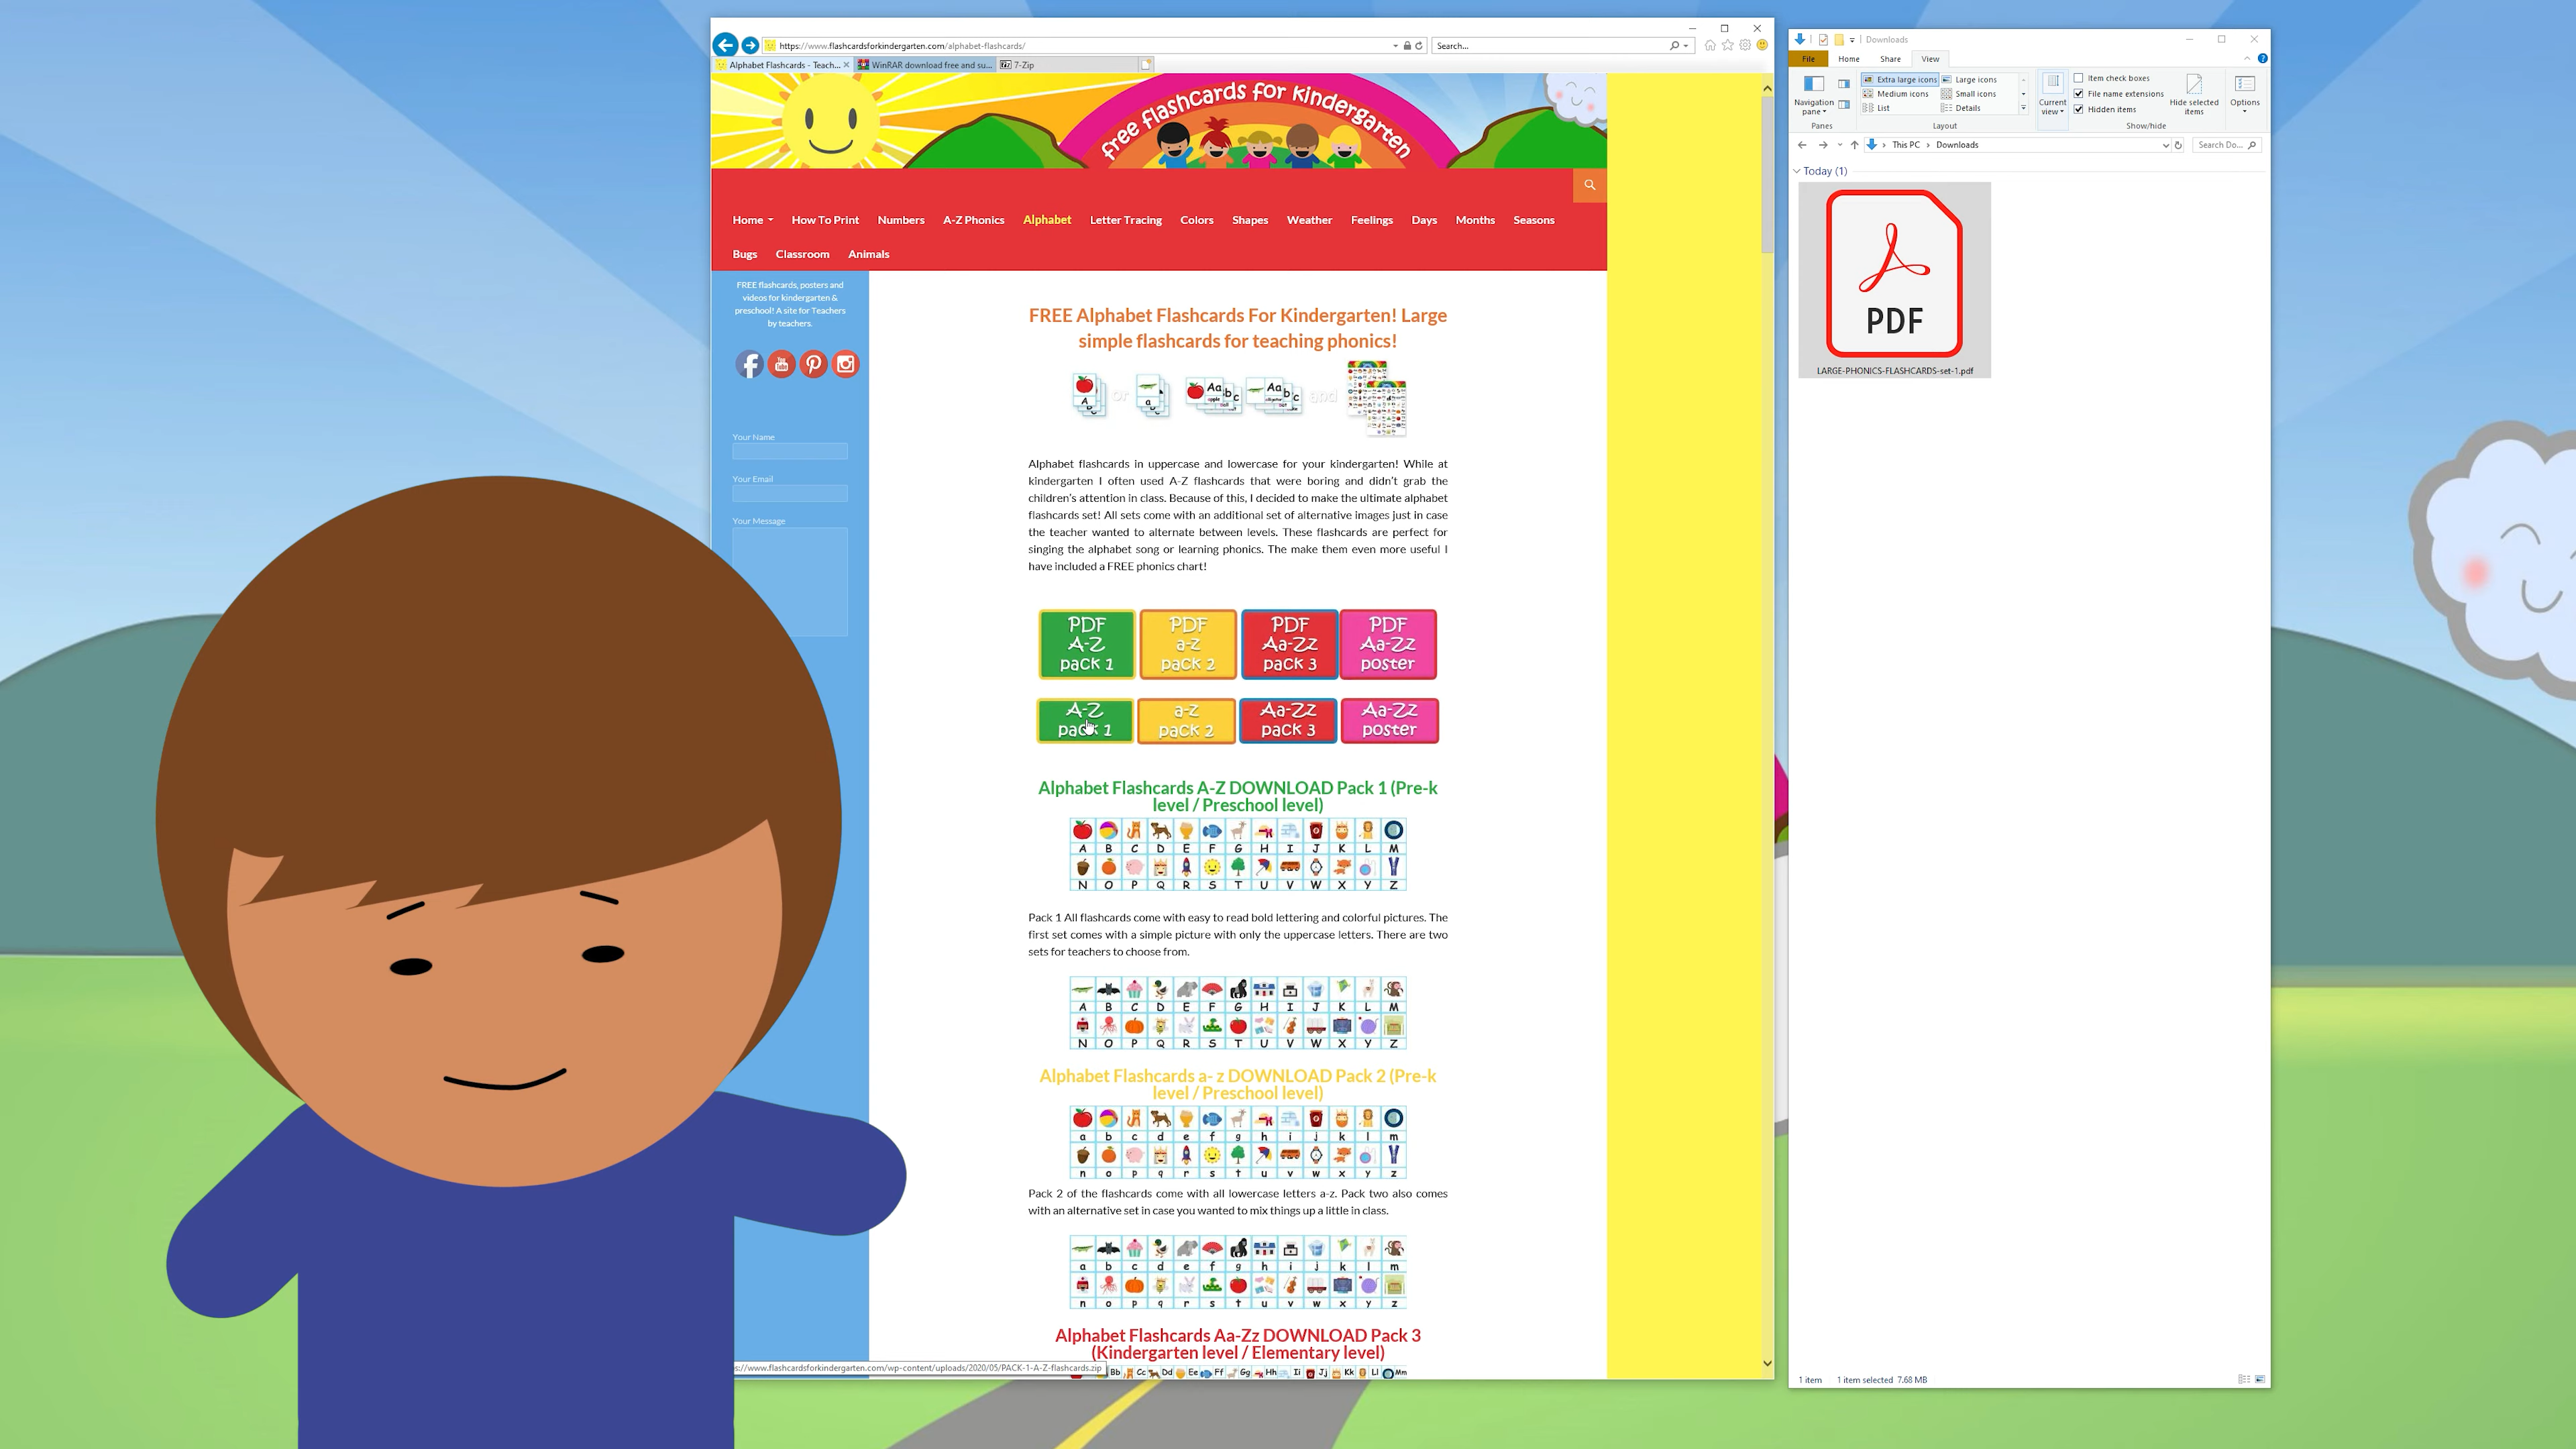 https://www.flashcardsforkindergarten.com/alphabet-flashcards/
Search...
Alphabet Flashcards - Teach...
WinRAR download free and su...
7-Zip
free flashcards for kindergarten
Home
How To Print
Numbers
A-Z Phonics
Alphabet
Letter Tracing
Colors
Shapes
Weather
Feelings
Days
Months
Seasons
Bugs
Classroom
Animals
FREE flashcards, posters and
videos for kindergarten &
preschool! A site for Teachers
by teachers.
Your Name
Your Email
Your Message
FREE Alphabet Flashcards For Kindergarten! Large
simple flashcards for teaching phonics!
or
and
Alphabet flashcards in uppercase and lowercase for your kindergarten! While at
kindergarten I often used A-Z flashcards that were boring and didn't grab the
children's attention in class. Because of this, I decided to make the ultimate alphabet
flashcards set! All sets come with an additional set of alternative images just in case
the teacher wanted to alternate between levels. These flashcards are perfect for
singing the alphabet song or learning phonics. The make them even more useful I
have included a FREE phonics chart!
PDF
A-Z
pack 1
PDF
a-z
pack 2
PDF
Aa-Zz
pack 3
PDF
Aa-Zz
poster
A-Z
pack 1
a-z
pack 2
Aa-Zz
pack 3
Aa-Zz
poster
Alphabet Flashcards A-Z DOWNLOAD Pack 1 (Pre-k
level / Preschool level)
A B C D E F G H I J K L M
N O P Q R S T U V W X Y Z
Pack 1 All flashcards come with easy to read bold lettering and colorful pictures. The
first set comes with a simple picture with only the uppercase letters. There are two
sets for teachers to choose from.
A B C D E F G H I J K L M
N O P Q R S T U V W X Y Z
Alphabet Flashcards a- z DOWNLOAD Pack 2 (Pre-k
level / Preschool level)
a b c d e f g h i j k l m
n o p q r s t u v w x y z
Pack 2 of the flashcards come with all lowercase letters a-z. Pack two also comes
with an alternative set in case you wanted to mix things up a little in class.
a b c d e f g h i j k l m
n o p q r s t u v w x y z
Alphabet Flashcards Aa-Zz DOWNLOAD Pack 3
(Kindergarten level / Elementary level)
Bb Cc Dd Ee Ff Gg Hh Ii Jj Kk Ll Mm
s://www.flashcardsforkindergarten.com/wp-content/uploads/2020/05/PACK-1-A-Z-flashcards.zip
Downloads
File
Home
Share
View
Navigation
pane
Panes
Extra large icons
Large icons
Medium icons
Small icons
List
Details
Layout
Current
view
Item check boxes
File name extensions
Hidden items
Hide selected
items
Show/hide
Options
This PC
Downloads
Search Do...
Today (1)
PDF
LARGE-PHONICS-FLASHCARDS-set-1.pdf
1 item
1 item selected 7.68 MB